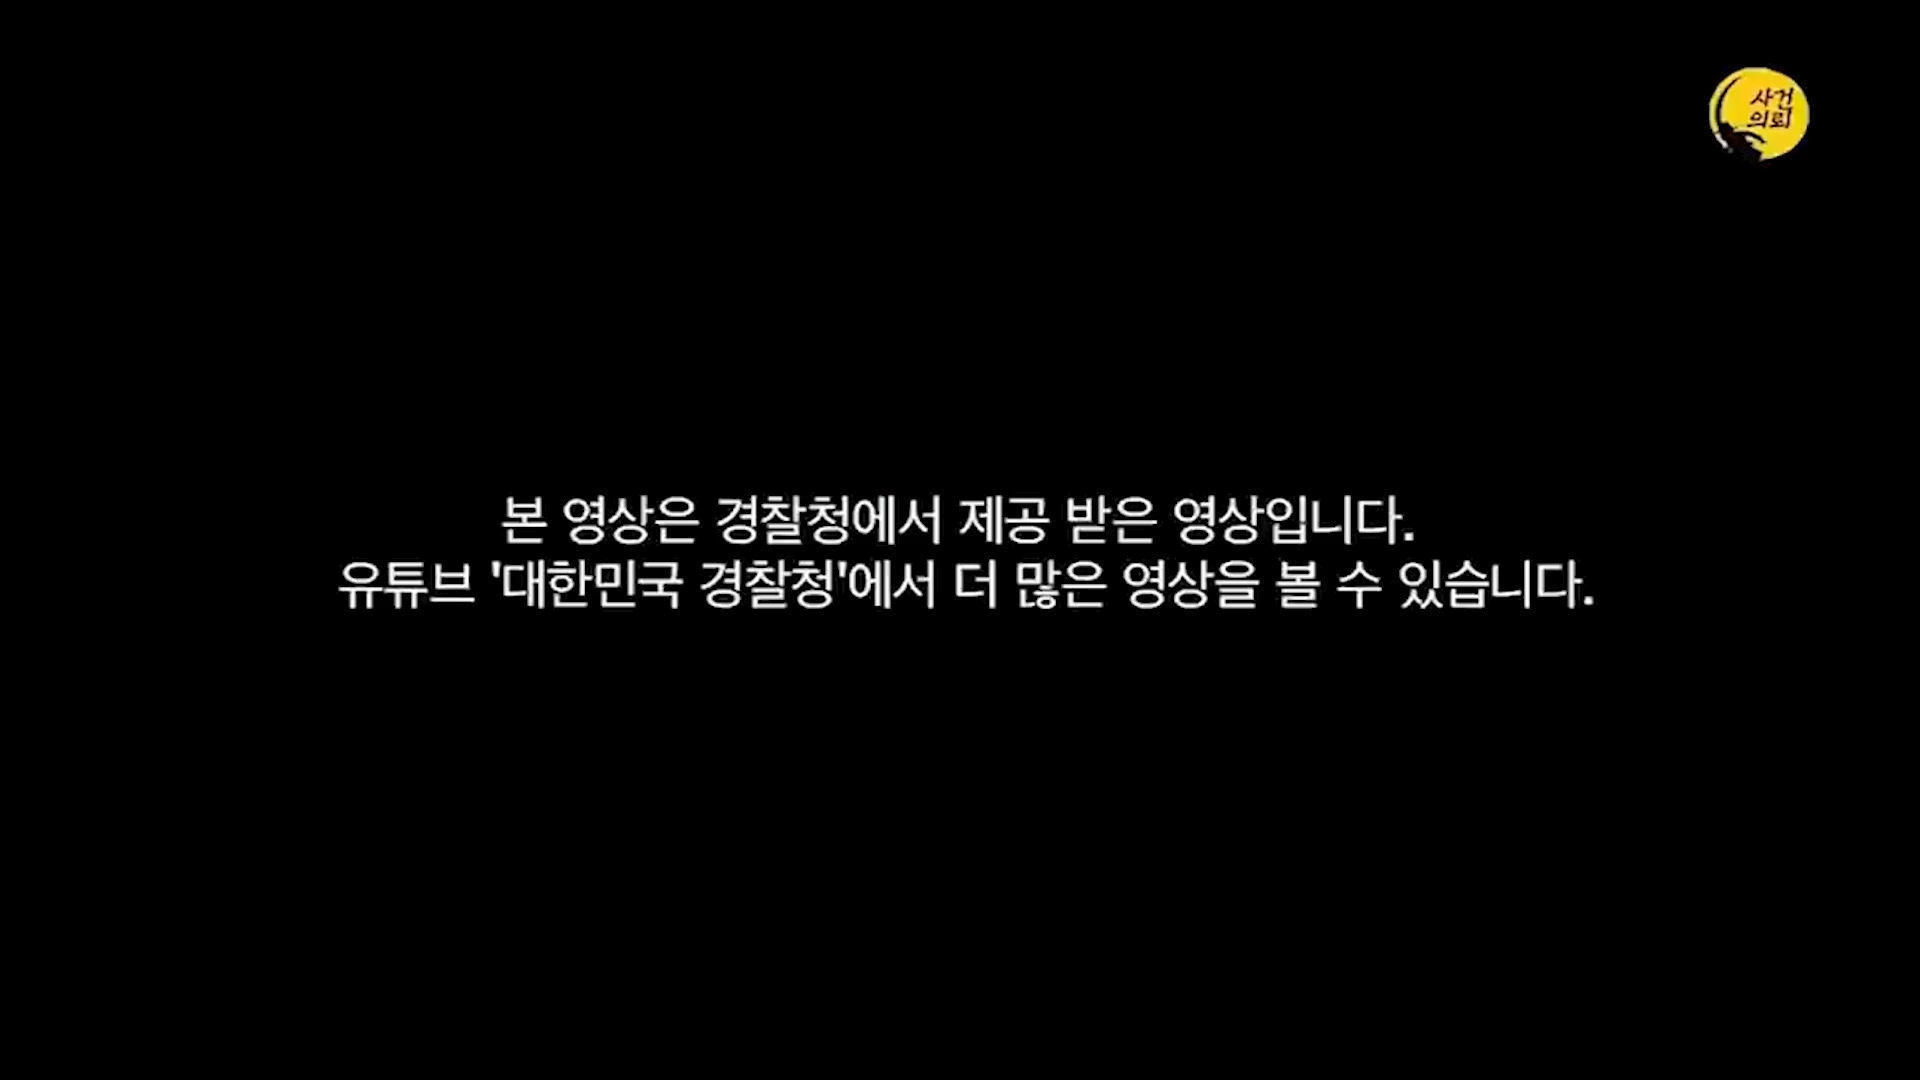 사건
의뢰
본 영상은 경찰청에서 제공 받은 영상입니다.
유튜브 '대한민국 경찰청'에서 더 많은 영상을 볼 수 있습니다.